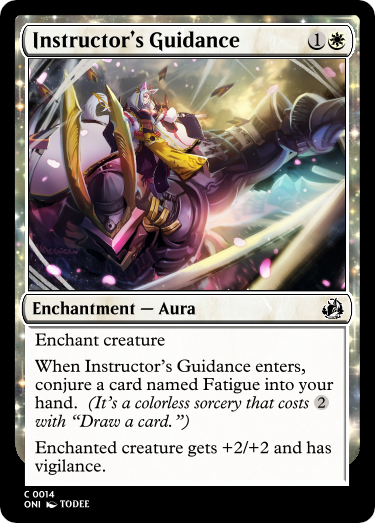 Instructor's Guidance 1
Enchantment — Aura
Enchant creature
When Instructor's Guidance enters,
conjure a card named Fatigue into your
hand. (It's a colorless sorcery that costs 2
with “Draw a card.”)
Enchanted creature gets +2/+2 and has
vigilance.
C 0014
ONI TODEE